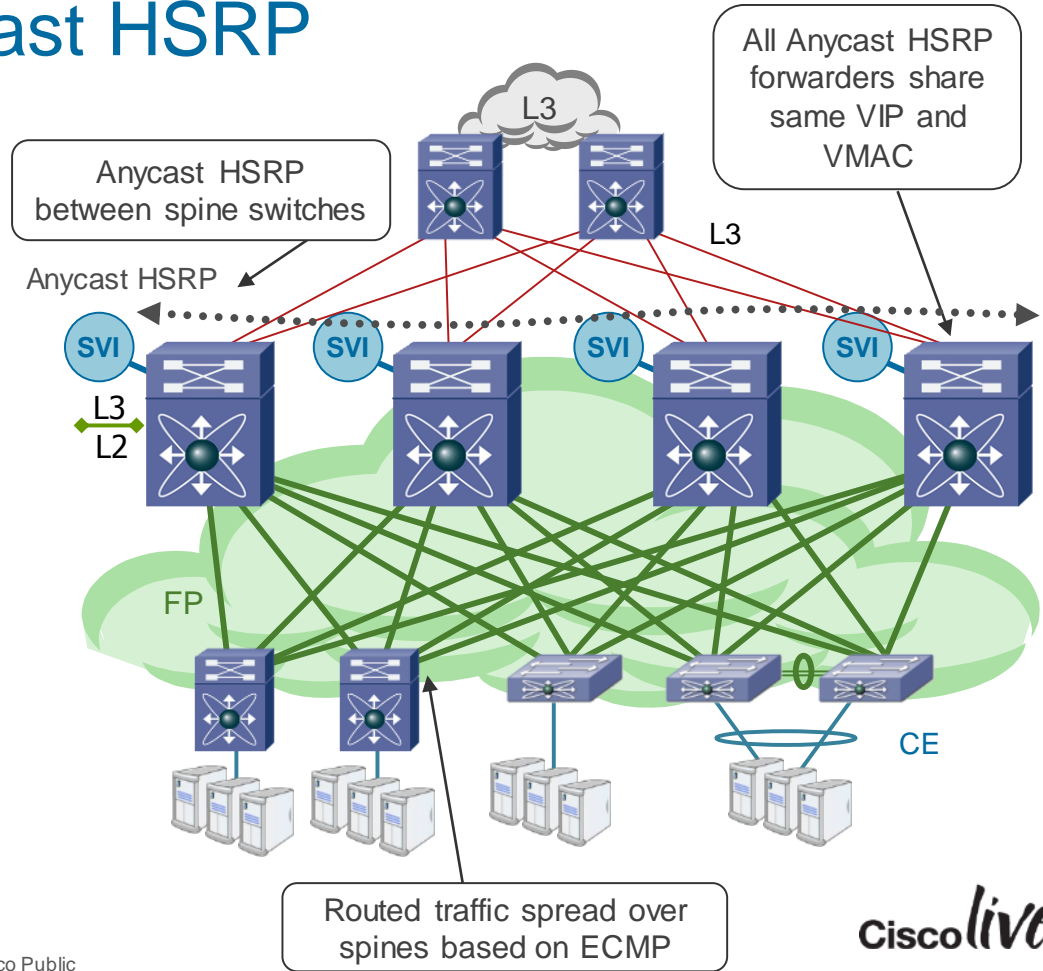 ast HSRP
All Anycast HSRP
forwarders share
same VIP and
VMAC
L3
Anycast HSRP
between spine switches
L3
Anycast HSRP
SVI
SVI
SVI
SVI
L3
L2
FP
CE
Routed traffic spread over
spines based on ECMP
Cisco live
co Public